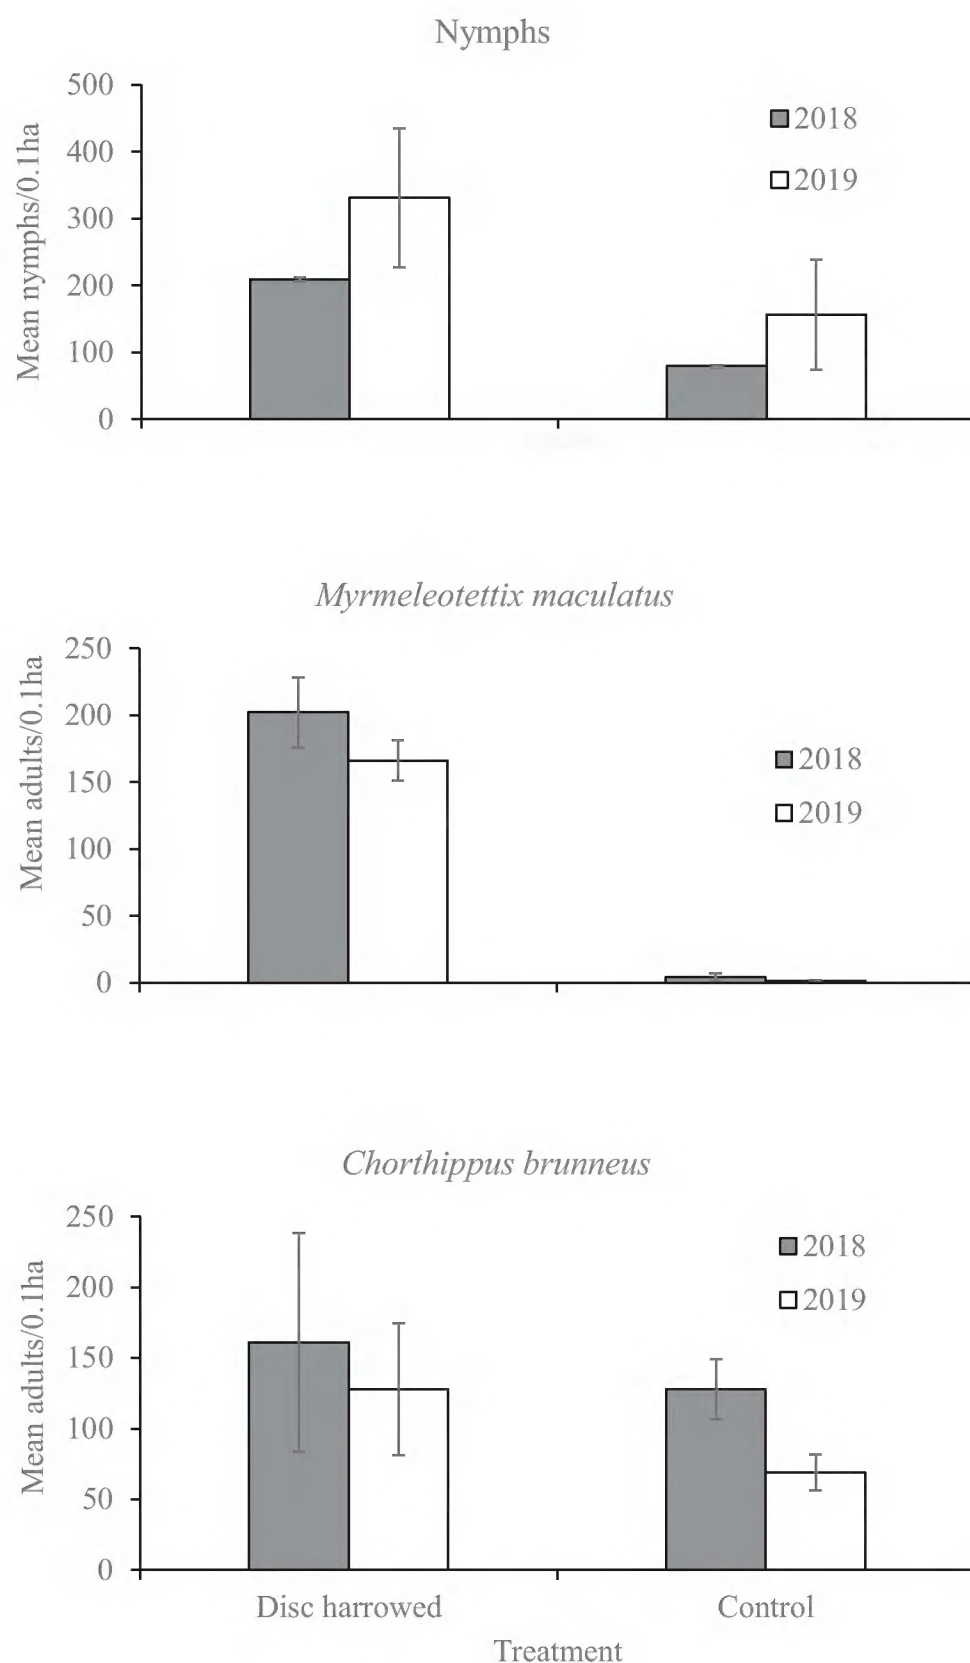 Nymphs
Mean nymphs/0.1ha
500
400
300
200
100
0
2018
2019
Myrmeleotettix maculatus
Mean adults/0.1ha
250
200
150
100
50
0
2018
2019
Chorthippus brunneus
Mean adults/0.1ha
250
200
150
100
50
0
2018
2019
Disc harrowed
Control
Treatment